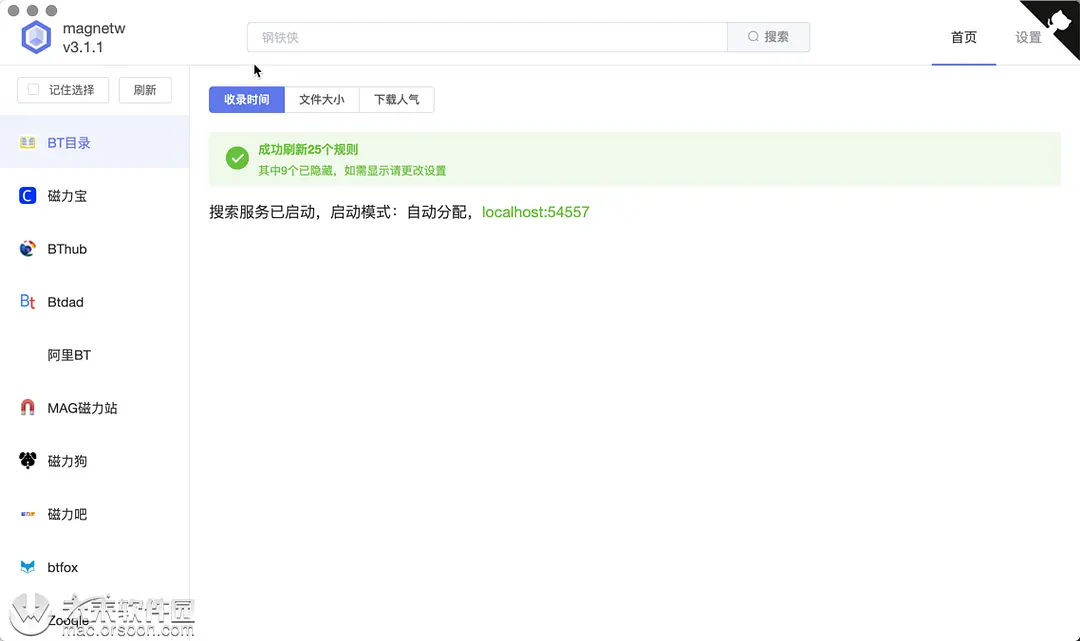 magnetw
v3.1.1
钢铁侠
搜索
首页
设置
记住选择
刷新
收录时间
文件大小
下载人气
BT目录
成功刷新25个规则
其中9个已隐藏，如需显示请更改设置
搜索服务已启动，启动模式：自动分配，localhost:54557
C
磁力宝
BThub
Bt
Btdad
阿里BT
MAG磁力站
磁力狗
磁力吧
btfox
Zooqle
未来软件园
mac.orsoon.com